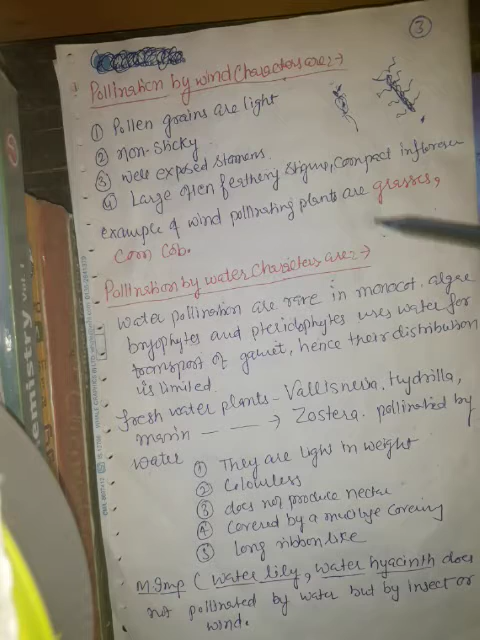 3
Pollination by wind Characters are :→
① Pollen grains are light
② non-sticky
③ well exposed stamens.
④ Large often feathery stigma, Compact inflorescen
example of wind pollinating plants are grasses,
Corn Cob.
Pollination by water Characters are :→
Water pollination are rare in monocot. algae
bryophytes and pteridophytes uses water for
transport of gamet, hence their distribution
is limited.
fresh water plants - Vallisneria, Hydrilla,
marin - - - → Zostera. pollinated by
water
① They are light in weight
② Colourless
③ does not produce nectar
④ Covered by a mucilage covering
⑤ long ribbon like
M.Imp ( water lily, water hyacinth does
not pollinated by water but by insect or
wind.
emistry Vol. 1